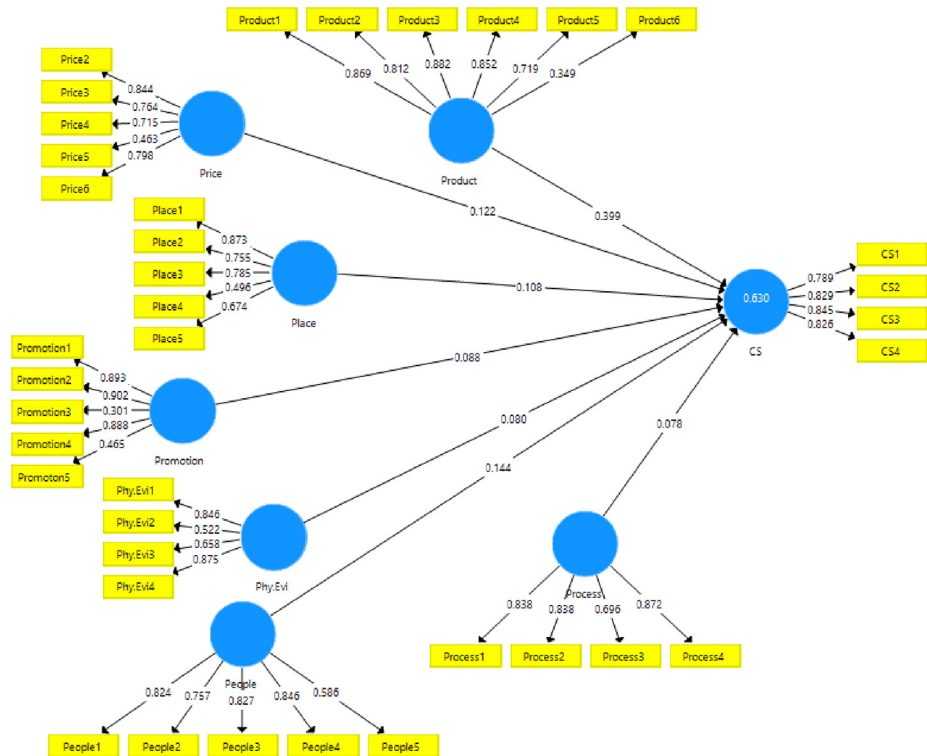 Product1 Product2 Product3 Product4 Product5 Product6
0.869 0.812 0.882 0.852 0.719 0.349
Product
0.399
Price2
Price3
Price4
Price5
Price6
0.844
0.764
0.715
0.463
0.798
Price
0.122
Place1
Place2
Place3
Place4
Place5
0.873
0.755
0.785
0.496
0.674
Place
0.108
0.630
CS
0.789
0.829
0.845
0.826
CS1
CS2
CS3
CS4
Promotion1
Promotion2
Promotion3
Promotion4
Promoton5
0.893
0.902
0.301
0.888
0.465
Promotion
0.088
Phy.Evi1
Phy.Evi2
Phy.Evi3
Phy.Evi4
0.846
0.522
0.658
0.875
Phy.Evi
0.080
0.144
0.078
Process
0.838 0.838 0.696 0.872
Process1 Process2 Process3 Process4
People
0.824 0.757 0.827 0.846 0.586
People1 People2 People3 People4 People5